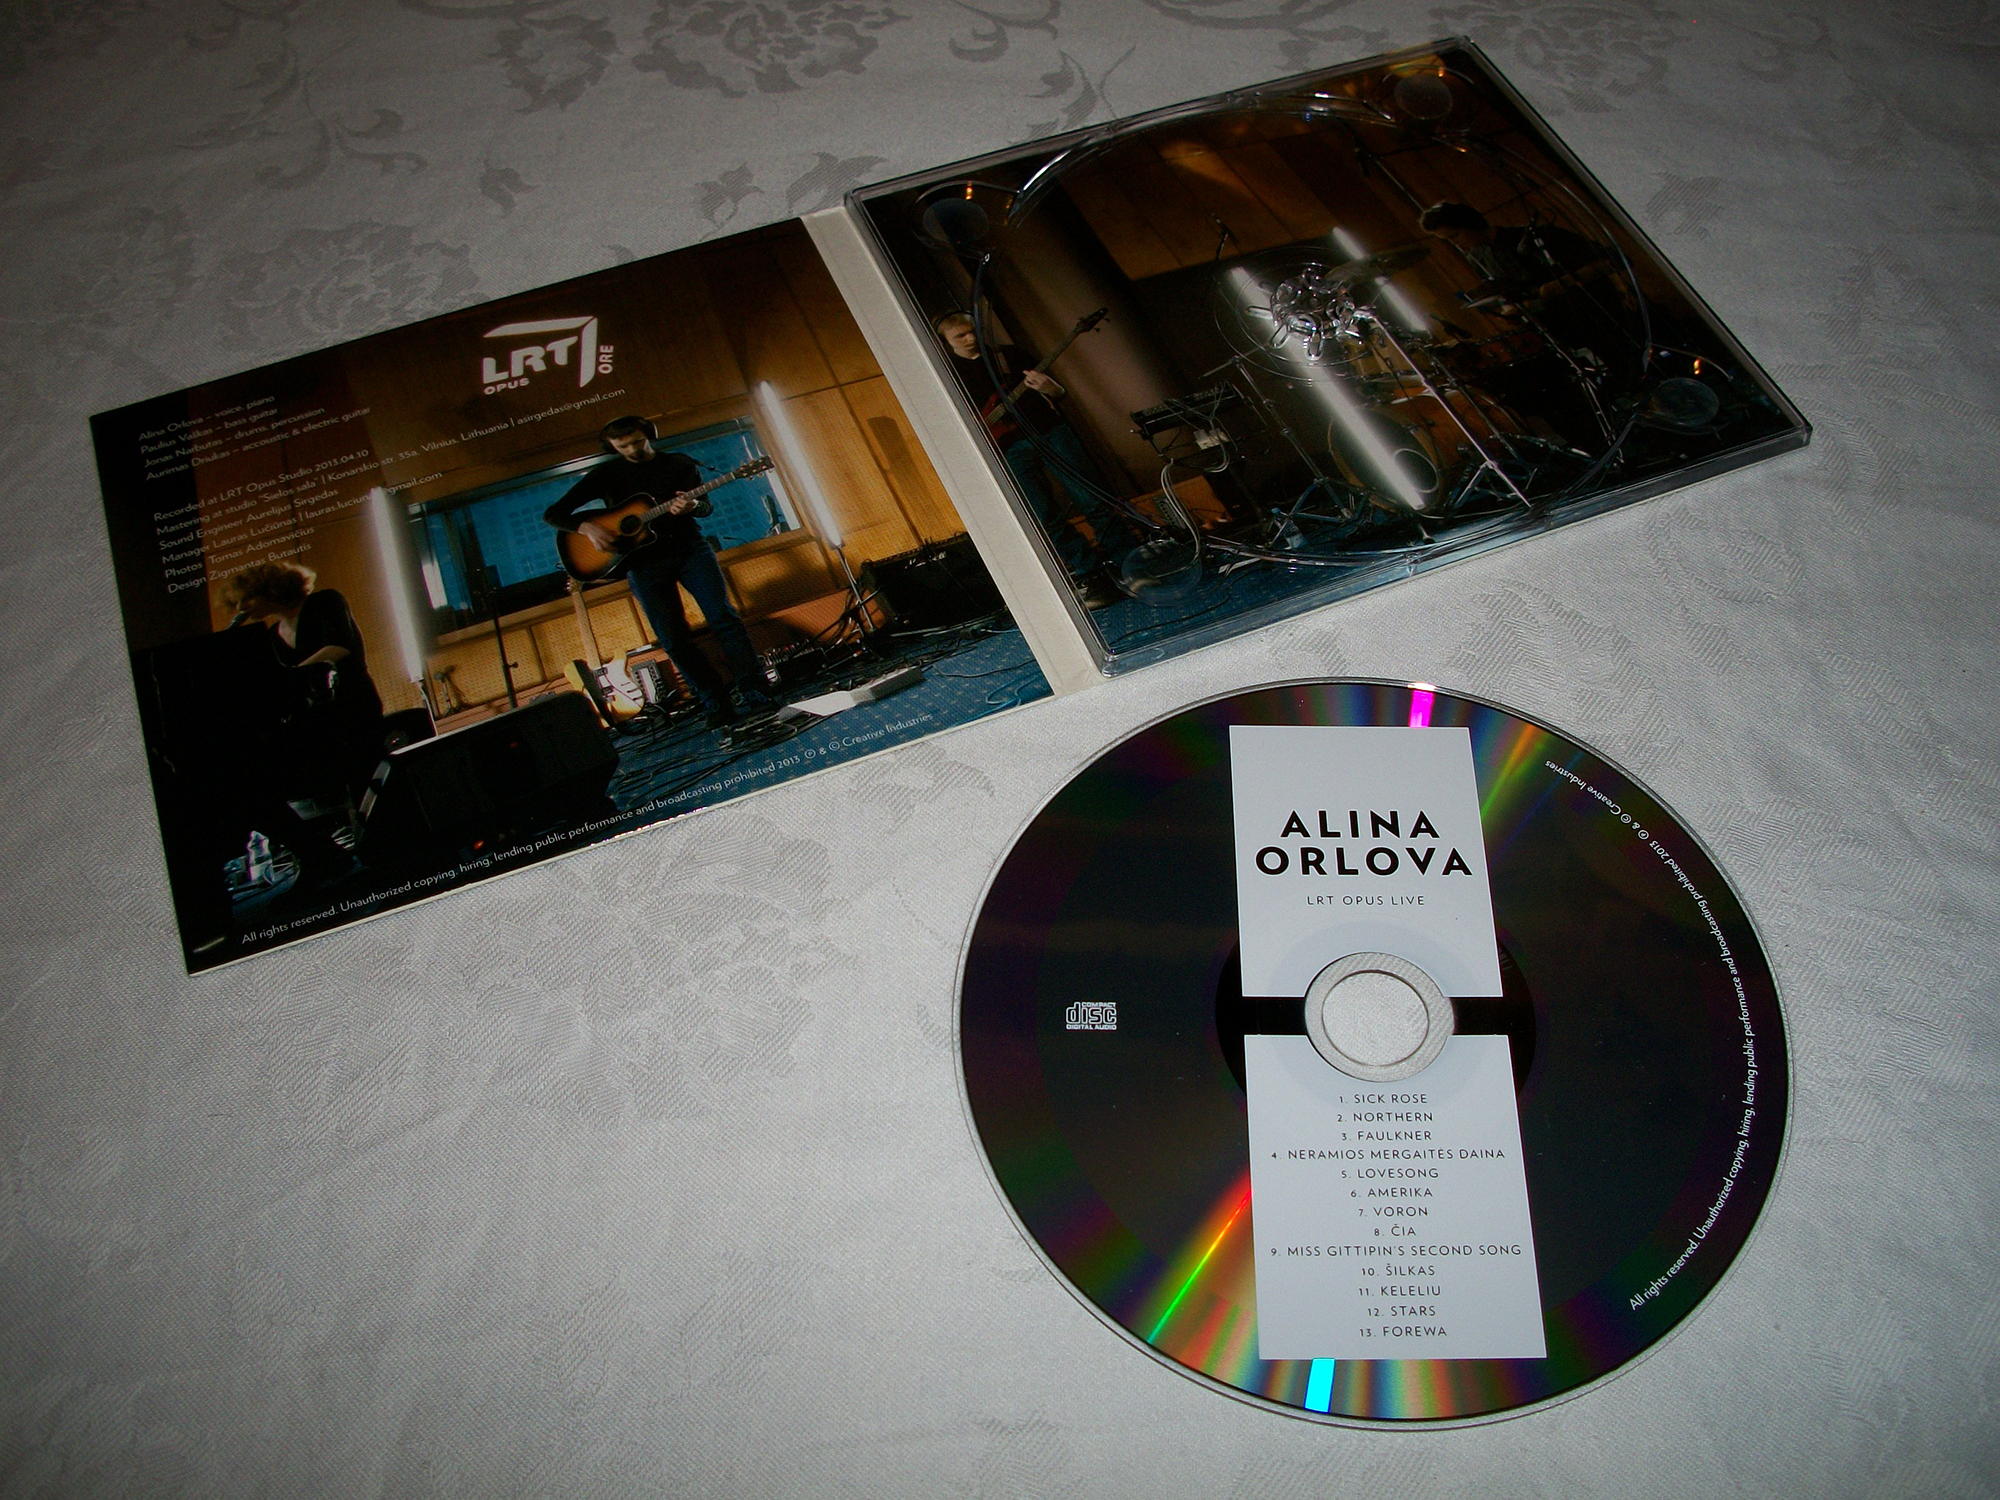 LRT
OPUS
ORE
Alina Orlova – voice, piano
Paulius Vaškas – bass guitar
Jonas Narbutas – drums, percussion
Aurimas Driukas – accoustic & electric guitar
Recorded at LRT Opus Studio 2013.04.10
Mastering at studio "Sielos sala" | Konarskio str. 35a, Vilnius, Lithuania | asirgedas@gmail.com
Sound Engineer Aurelijus Sirgedas
Manager Lauras Lučiūnas |
Photos Tomas Adomavičius
Design Zigmantas Butautis
All rights reserved. Unauthorized copying, hiring, lending public performance and broadcasting prohibited 2013 ℗ & © Creative Industries
ALINA
ORLOVA
LRT OPUS LIVE
COMPACT
disc
DIGITAL AUDIO
1. SICK ROSE
2. NORTHERN
3. FAULKNER
4. NERAMIOS MERGAITĖS DAINA
5. LOVESONG
6. AMERIKA
7. VORON
8. ČIA
9. MISS GITTIPIN'S SECOND SONG
10. ŠILKAS
11. KELELIU
12. STARS
13. FOREWA
All rights reserved. Unauthorized copying, hiring, lending public performance and broadcasting prohibited 2013 ℗ & © Creative Industries